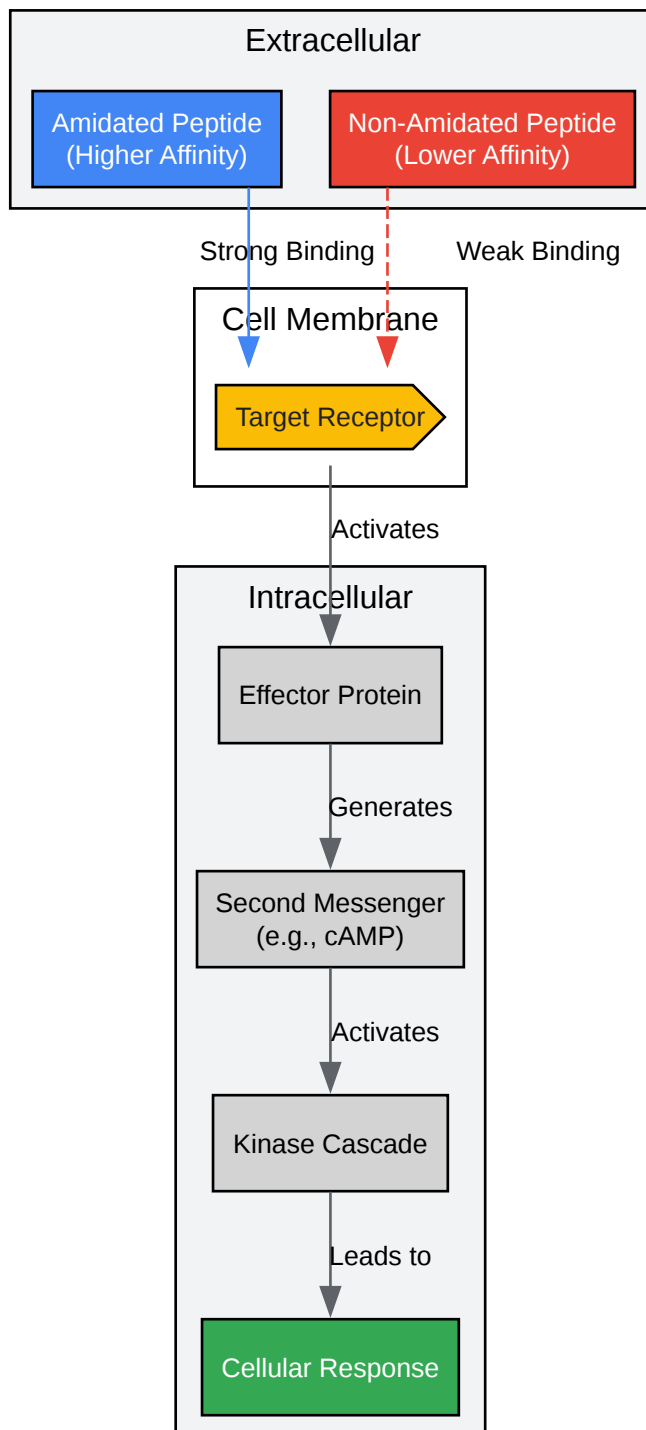 Extracellular
Amidated Peptide
(Higher Affinity)
Non-Amidated Peptide
(Lower Affinity)
Strong Binding
Weak Binding
Cell Membrane
Target Receptor
Activates
Intracellular
Effector Protein
Generates
Second Messenger
(e.g., cAMP)
Activates
Kinase Cascade
Leads to
Cellular Response